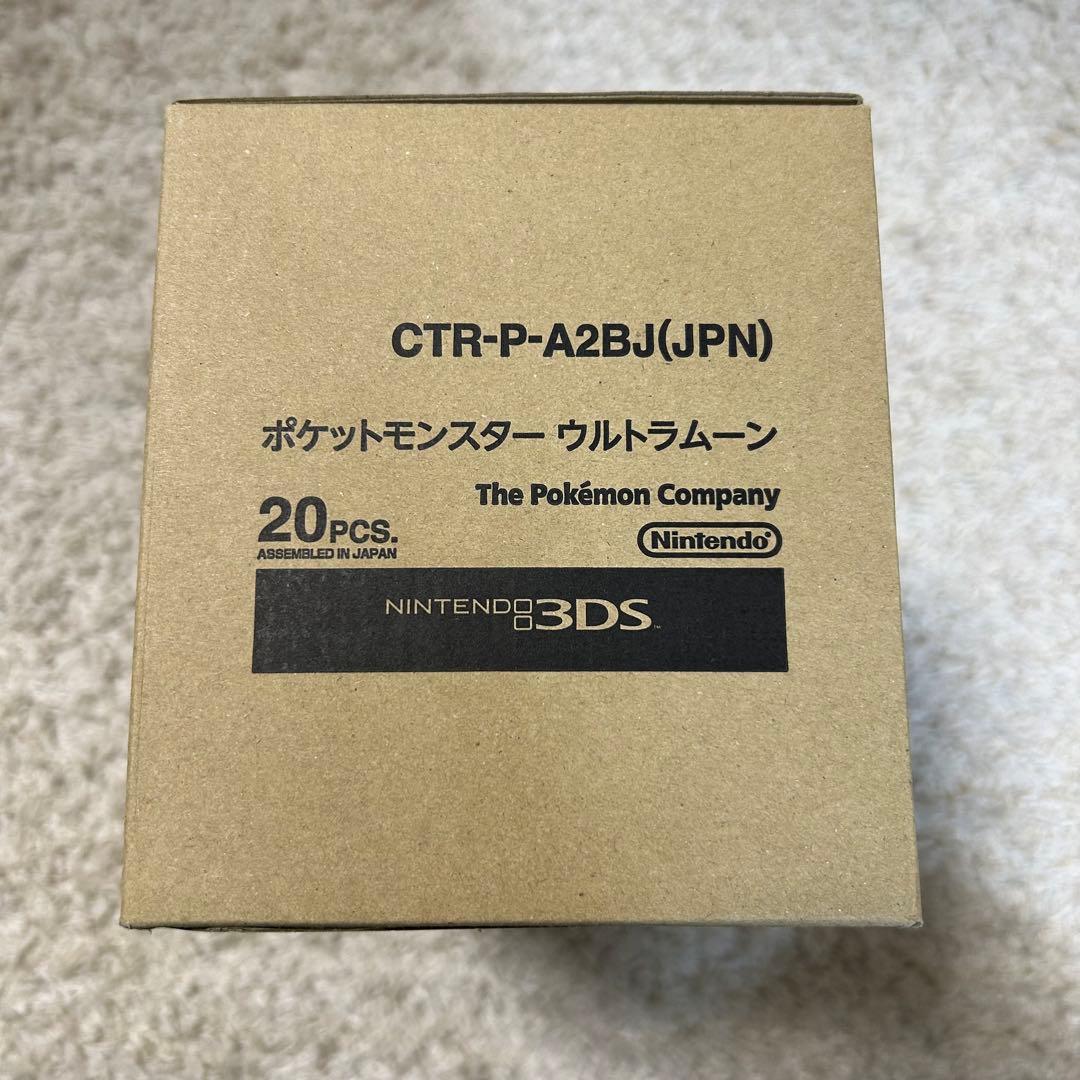 CTR-P-A2BJ(JPN)
ポケットモンスター ウルトラムーン
The Pokémon Company
20PCS.
ASSEMBLED IN JAPAN
Nintendo®
NINTENDO 3DS™